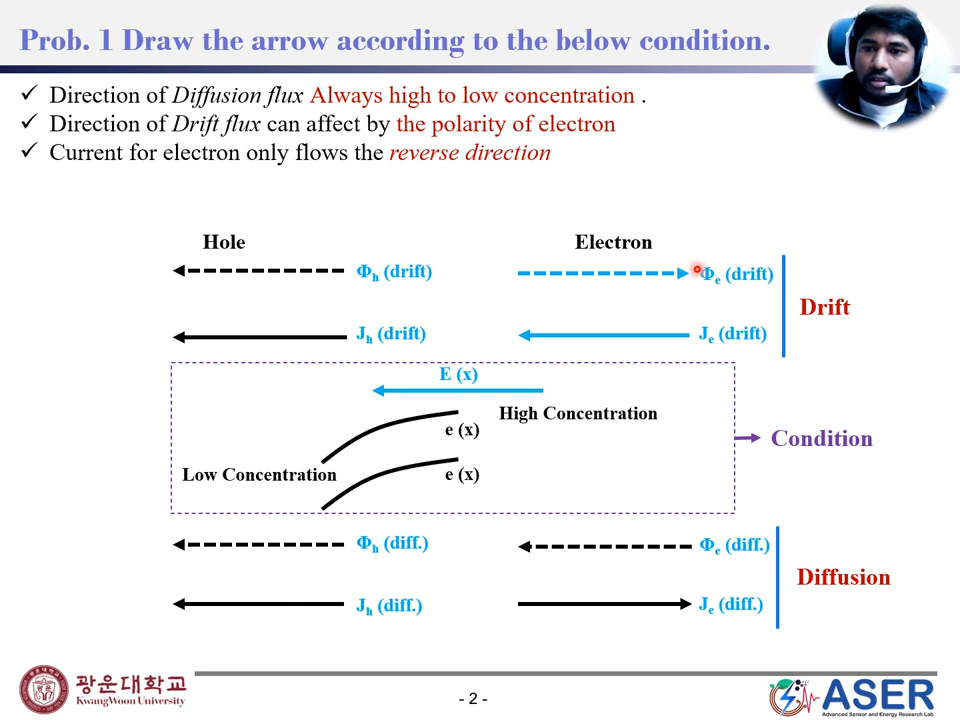 Prob. 1 Draw the arrow according to the below condition.
✓ Direction of Diffusion flux Always high to low concentration .
✓ Direction of Drift flux can affect by the polarity of electron
✓ Current for electron only flows the reverse direction
Hole
Electron
Φh (drift)
Φe (drift)
Drift
Jh (drift)
Je (drift)
E (x)
High Concentration
e (x)
Condition
Low Concentration
e (x)
Φh (diff.)
Φe (diff.)
Diffusion
Jh (diff.)
Je (diff.)
광운대학교
KwangWoon University
- 2 -
ASER
Advanced Sensor and Energy Research Lab